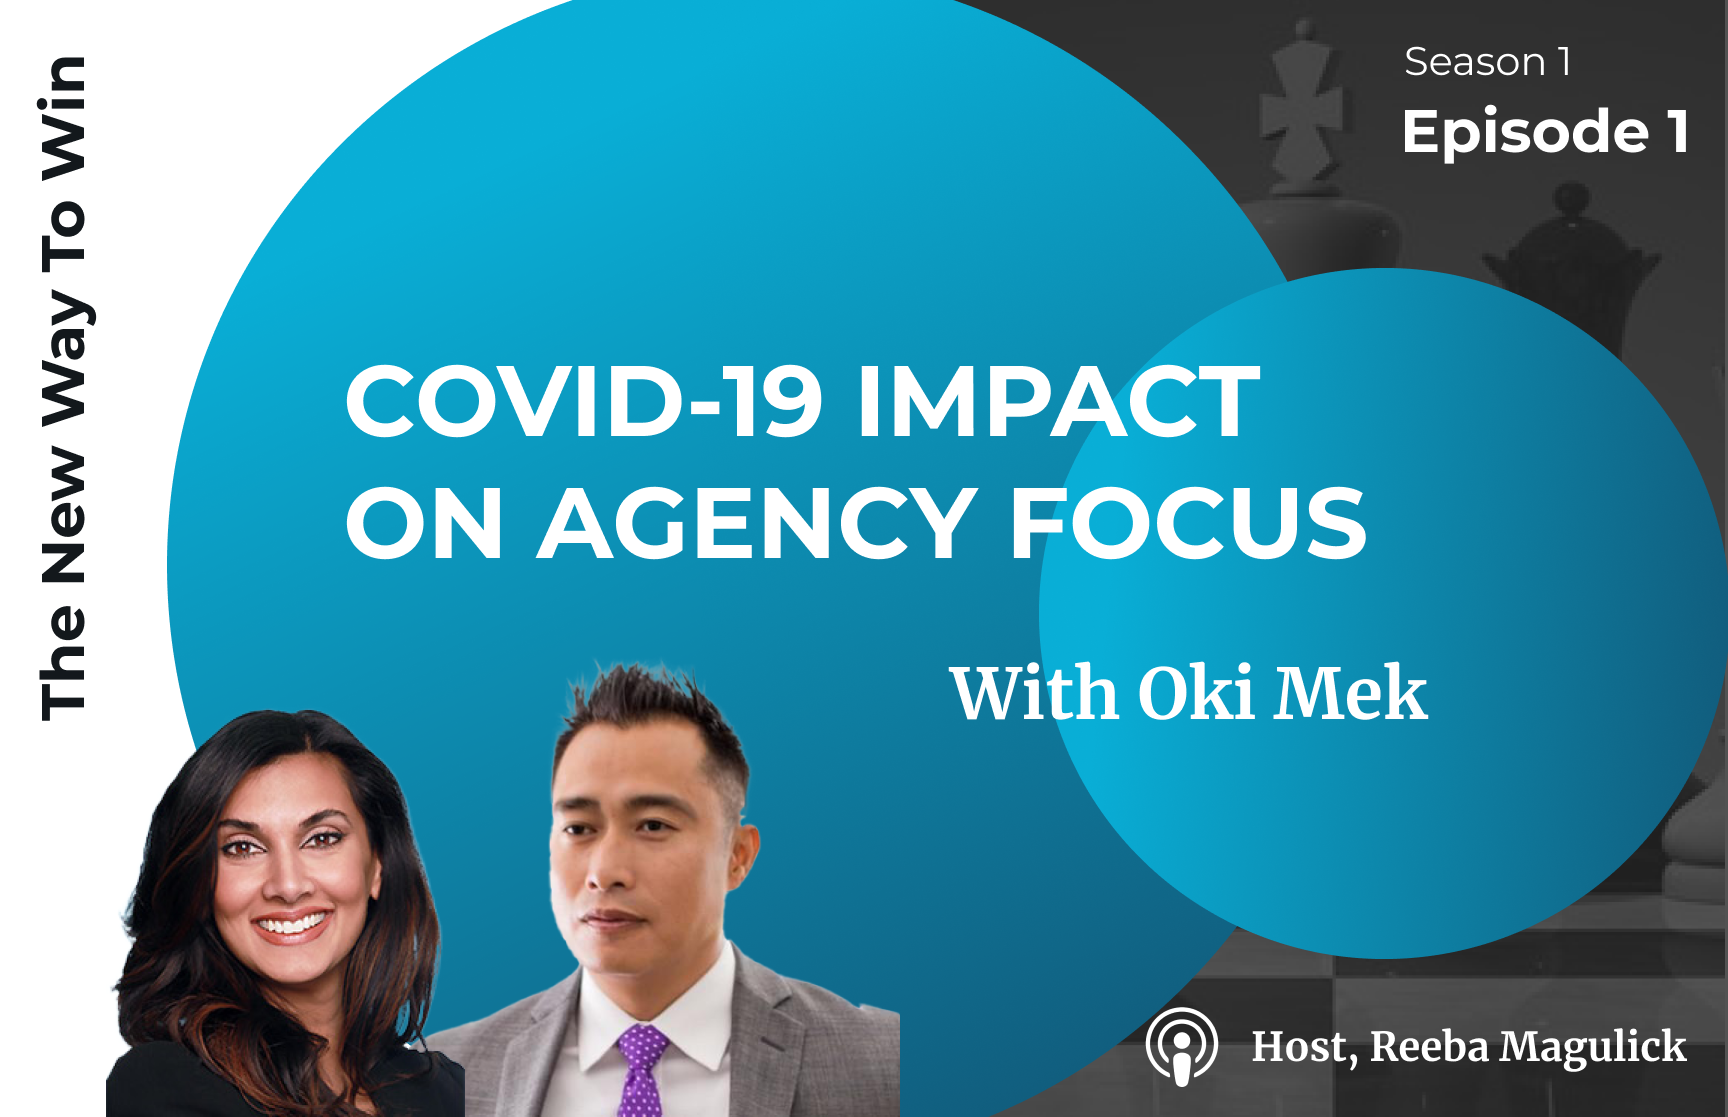 The New Way To Win
Season 1
Episode 1
COVID-19 IMPACT
ON AGENCY FOCUS
With Oki Mek
Host, Reeba Magulick